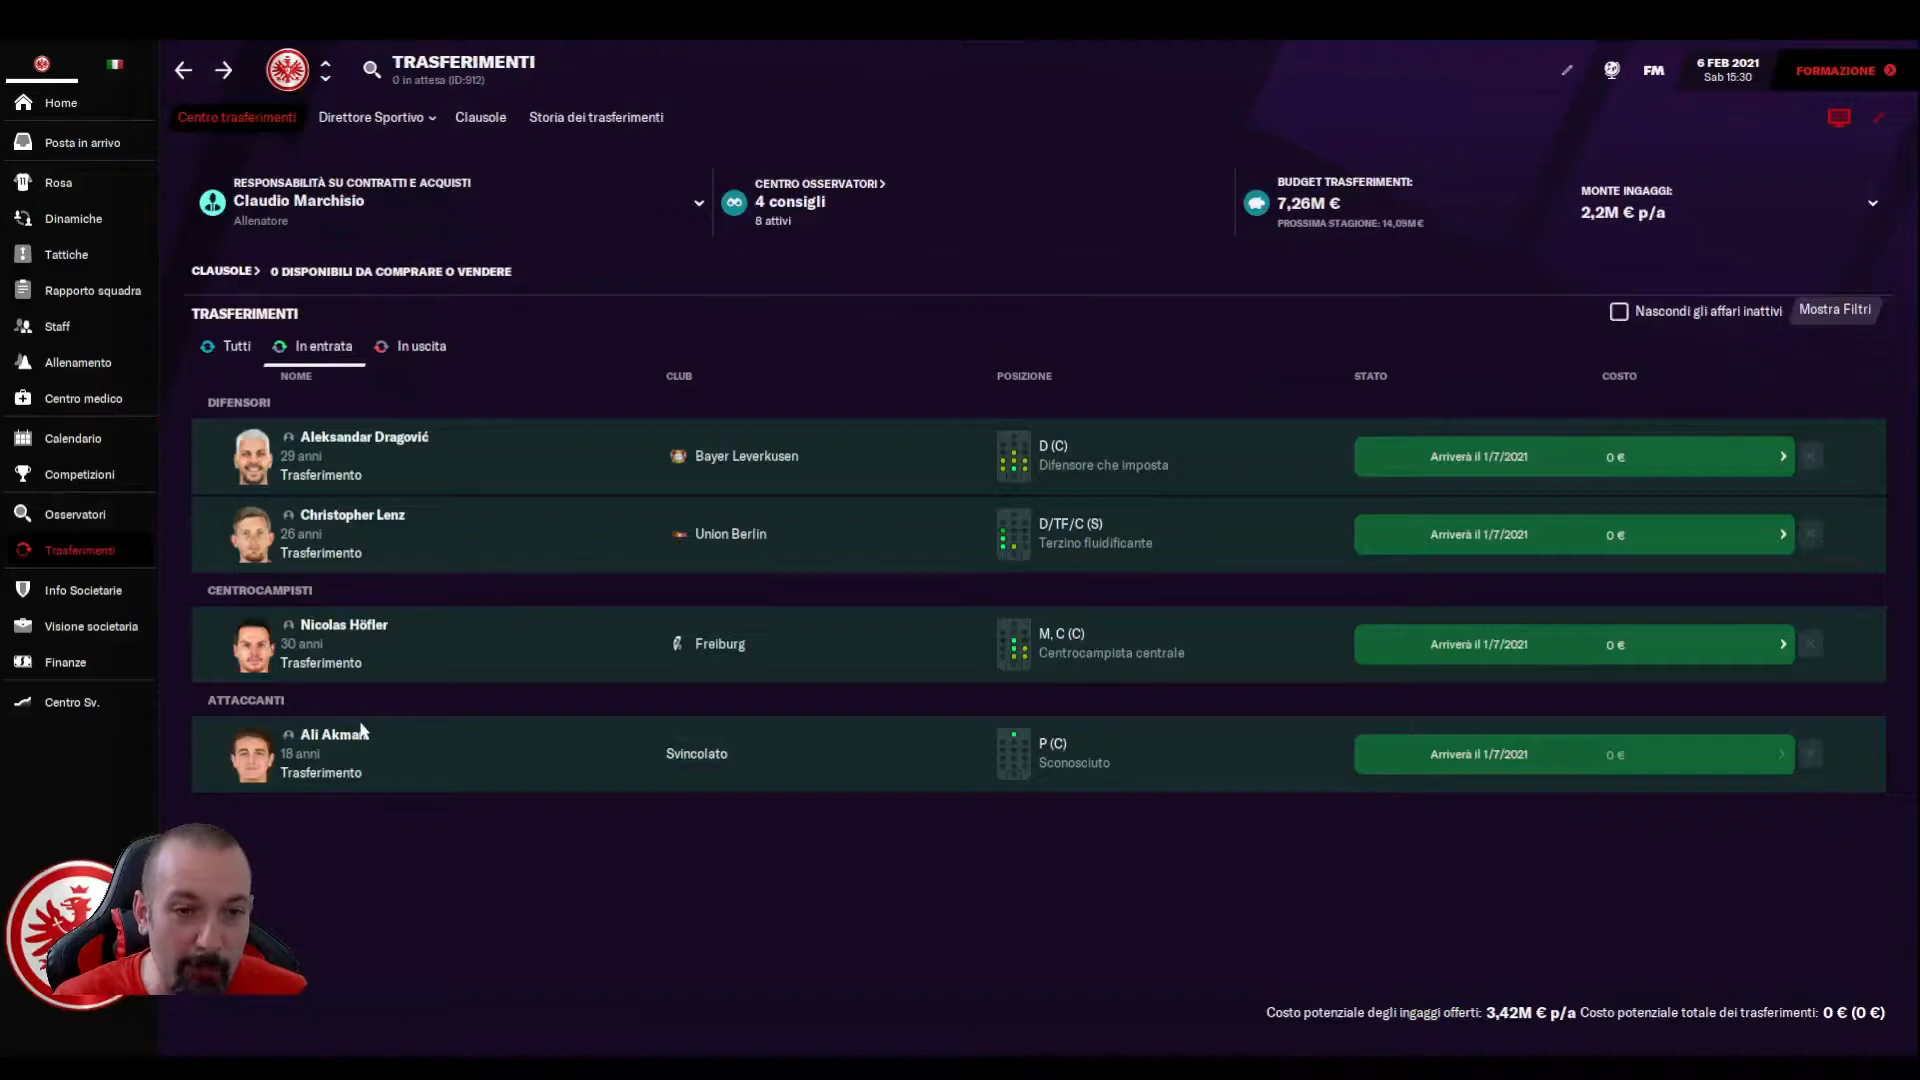 TRASFERIMENTI
0 in attesa (ID:912)
FM
6 FEB 2021
Sab 15:30
FORMAZIONE
Home
Posta in arrivo
Rosa
Dinamiche
Tattiche
Rapporto squadra
Staff
Allenamento
Centro medico
Calendario
Competizioni
Osservatori
Trasferimenti
Info Societarie
Visione societaria
Finanze
Centro Sv.
Centro trasferimenti
Direttore Sportivo
Clausole
Storia dei trasferimenti
RESPONSABILITÀ SU CONTRATTI E ACQUISTI
Claudio Marchisio
Allenatore
CENTRO OSSERVATORI >
4 consigli
8 attivi
BUDGET TRASFERIMENTI:
7,26M €
PROSSIMA STAGIONE: 14,09M €
MONTE INGAGGI:
2,2M € p/a
CLAUSOLE > 0 DISPONIBILI DA COMPRARE O VENDERE
TRASFERIMENTI
Nascondi gli affari inattivi
Mostra Filtri
Tutti In entrata In uscita
NOME CLUB POSIZIONE STATO COSTO
DIFENSORI
Aleksandar Dragović
29 anni
Trasferimento
Bayer Leverkusen
D (C)
Difensore che imposta
Arriverà il 1/7/2021 0 €
Christopher Lenz
26 anni
Trasferimento
Union Berlin
D/TF/C (S)
Terzino fluidificante
Arriverà il 1/7/2021 0 €
CENTROCAMPISTI
Nicolas Höfler
30 anni
Trasferimento
Freiburg
M, C (C)
Centrocampista centrale
Arriverà il 1/7/2021 0 €
ATTACCANTI
Ali Akman
18 anni
Trasferimento
Svincolato
P (C)
Sconosciuto
Arriverà il 1/7/2021 0 €
Costo potenziale degli ingaggi offerti: 3,42M € p/a Costo potenziale totale dei trasferimenti: 0 € (0 €)